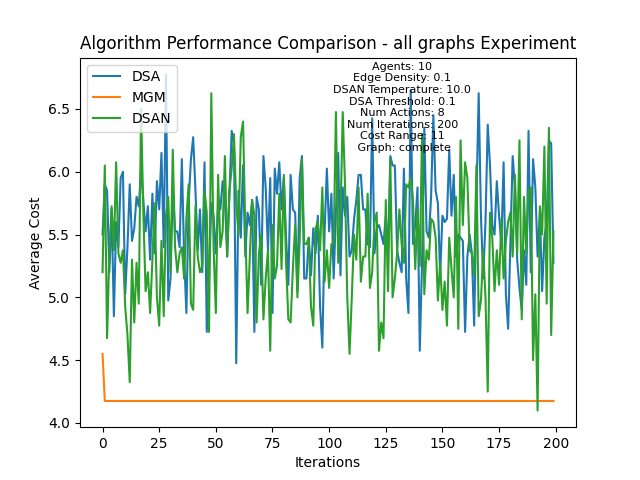 Algorithm Performance Comparison - all graphs Experiment
DSA
MGM
DSAN
Agents: 10
Edge Density: 0.1
DSAN Temperature: 10.0
DSA Threshold: 0.1
Num Actions: 8
Num Iterations: 200
Cost Range: 11
Graph: complete
Average Cost
6.5
6.0
5.5
5.0
4.5
4.0
0 25 50 75 100 125 150 175 200
Iterations